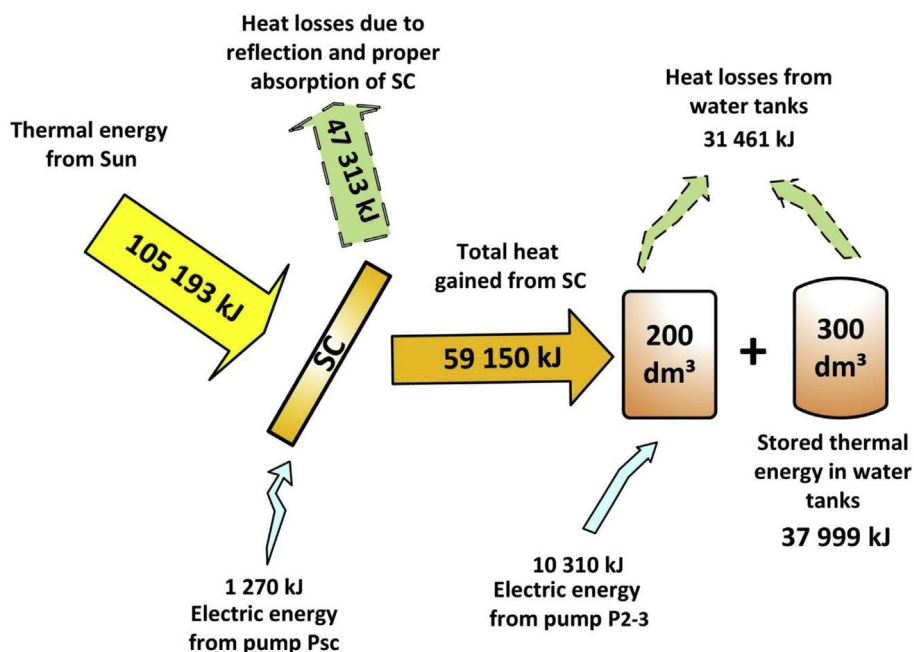 Heat losses due to
reflection and proper
absorption of SC
47 313 kJ
Thermal energy
from Sun
105 193 kJ
SC
Total heat
gained from SC
59 150 kJ
Heat losses from
water tanks
31 461 kJ
200
dm³
+
300
dm³
Stored thermal
energy in water
tanks
37 999 kJ
1 270 kJ
Electric energy
from pump Psc
10 310 kJ
Electric energy
from pump P2-3